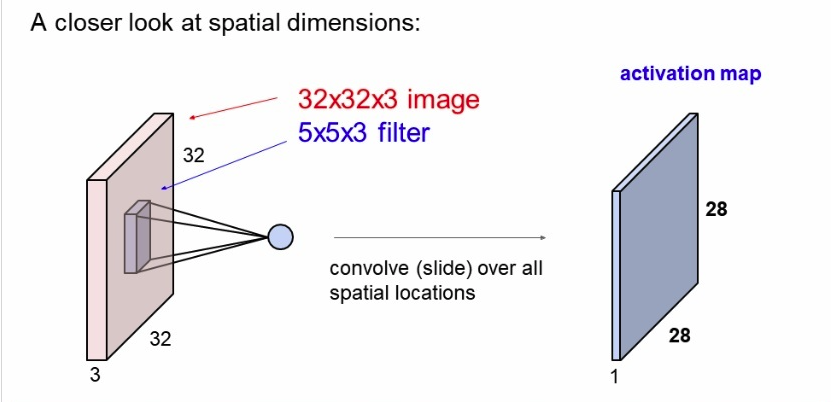 A closer look at spatial dimensions:
activation map
32x32x3 image
5x5x3 filter
32
28
convolve (slide) over all
spatial locations
32
28
3
1